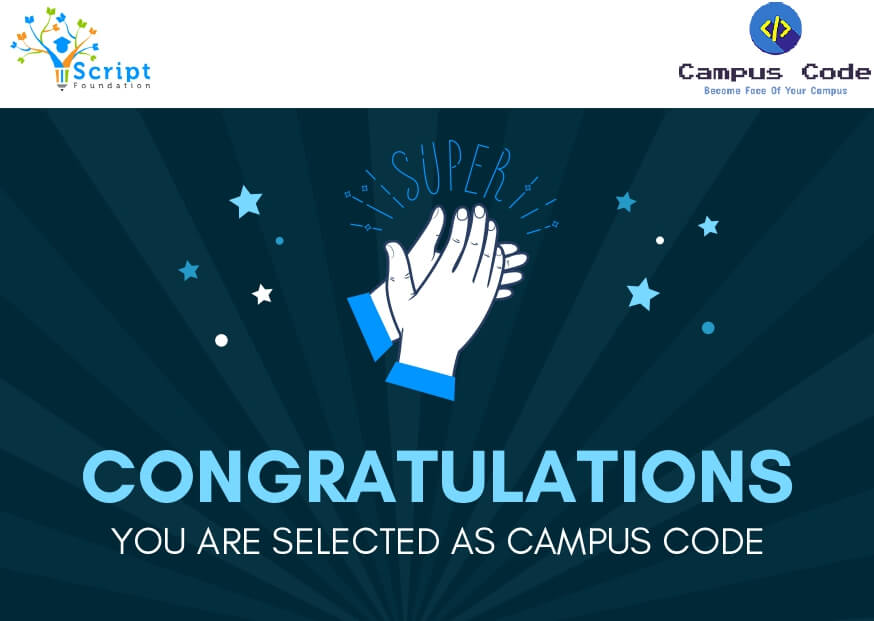 Script
Foundation
</>
Campus Code
Become Face Of Your Campus
SUPER
CONGRATULATIONS
YOU ARE SELECTED AS CAMPUS CODE